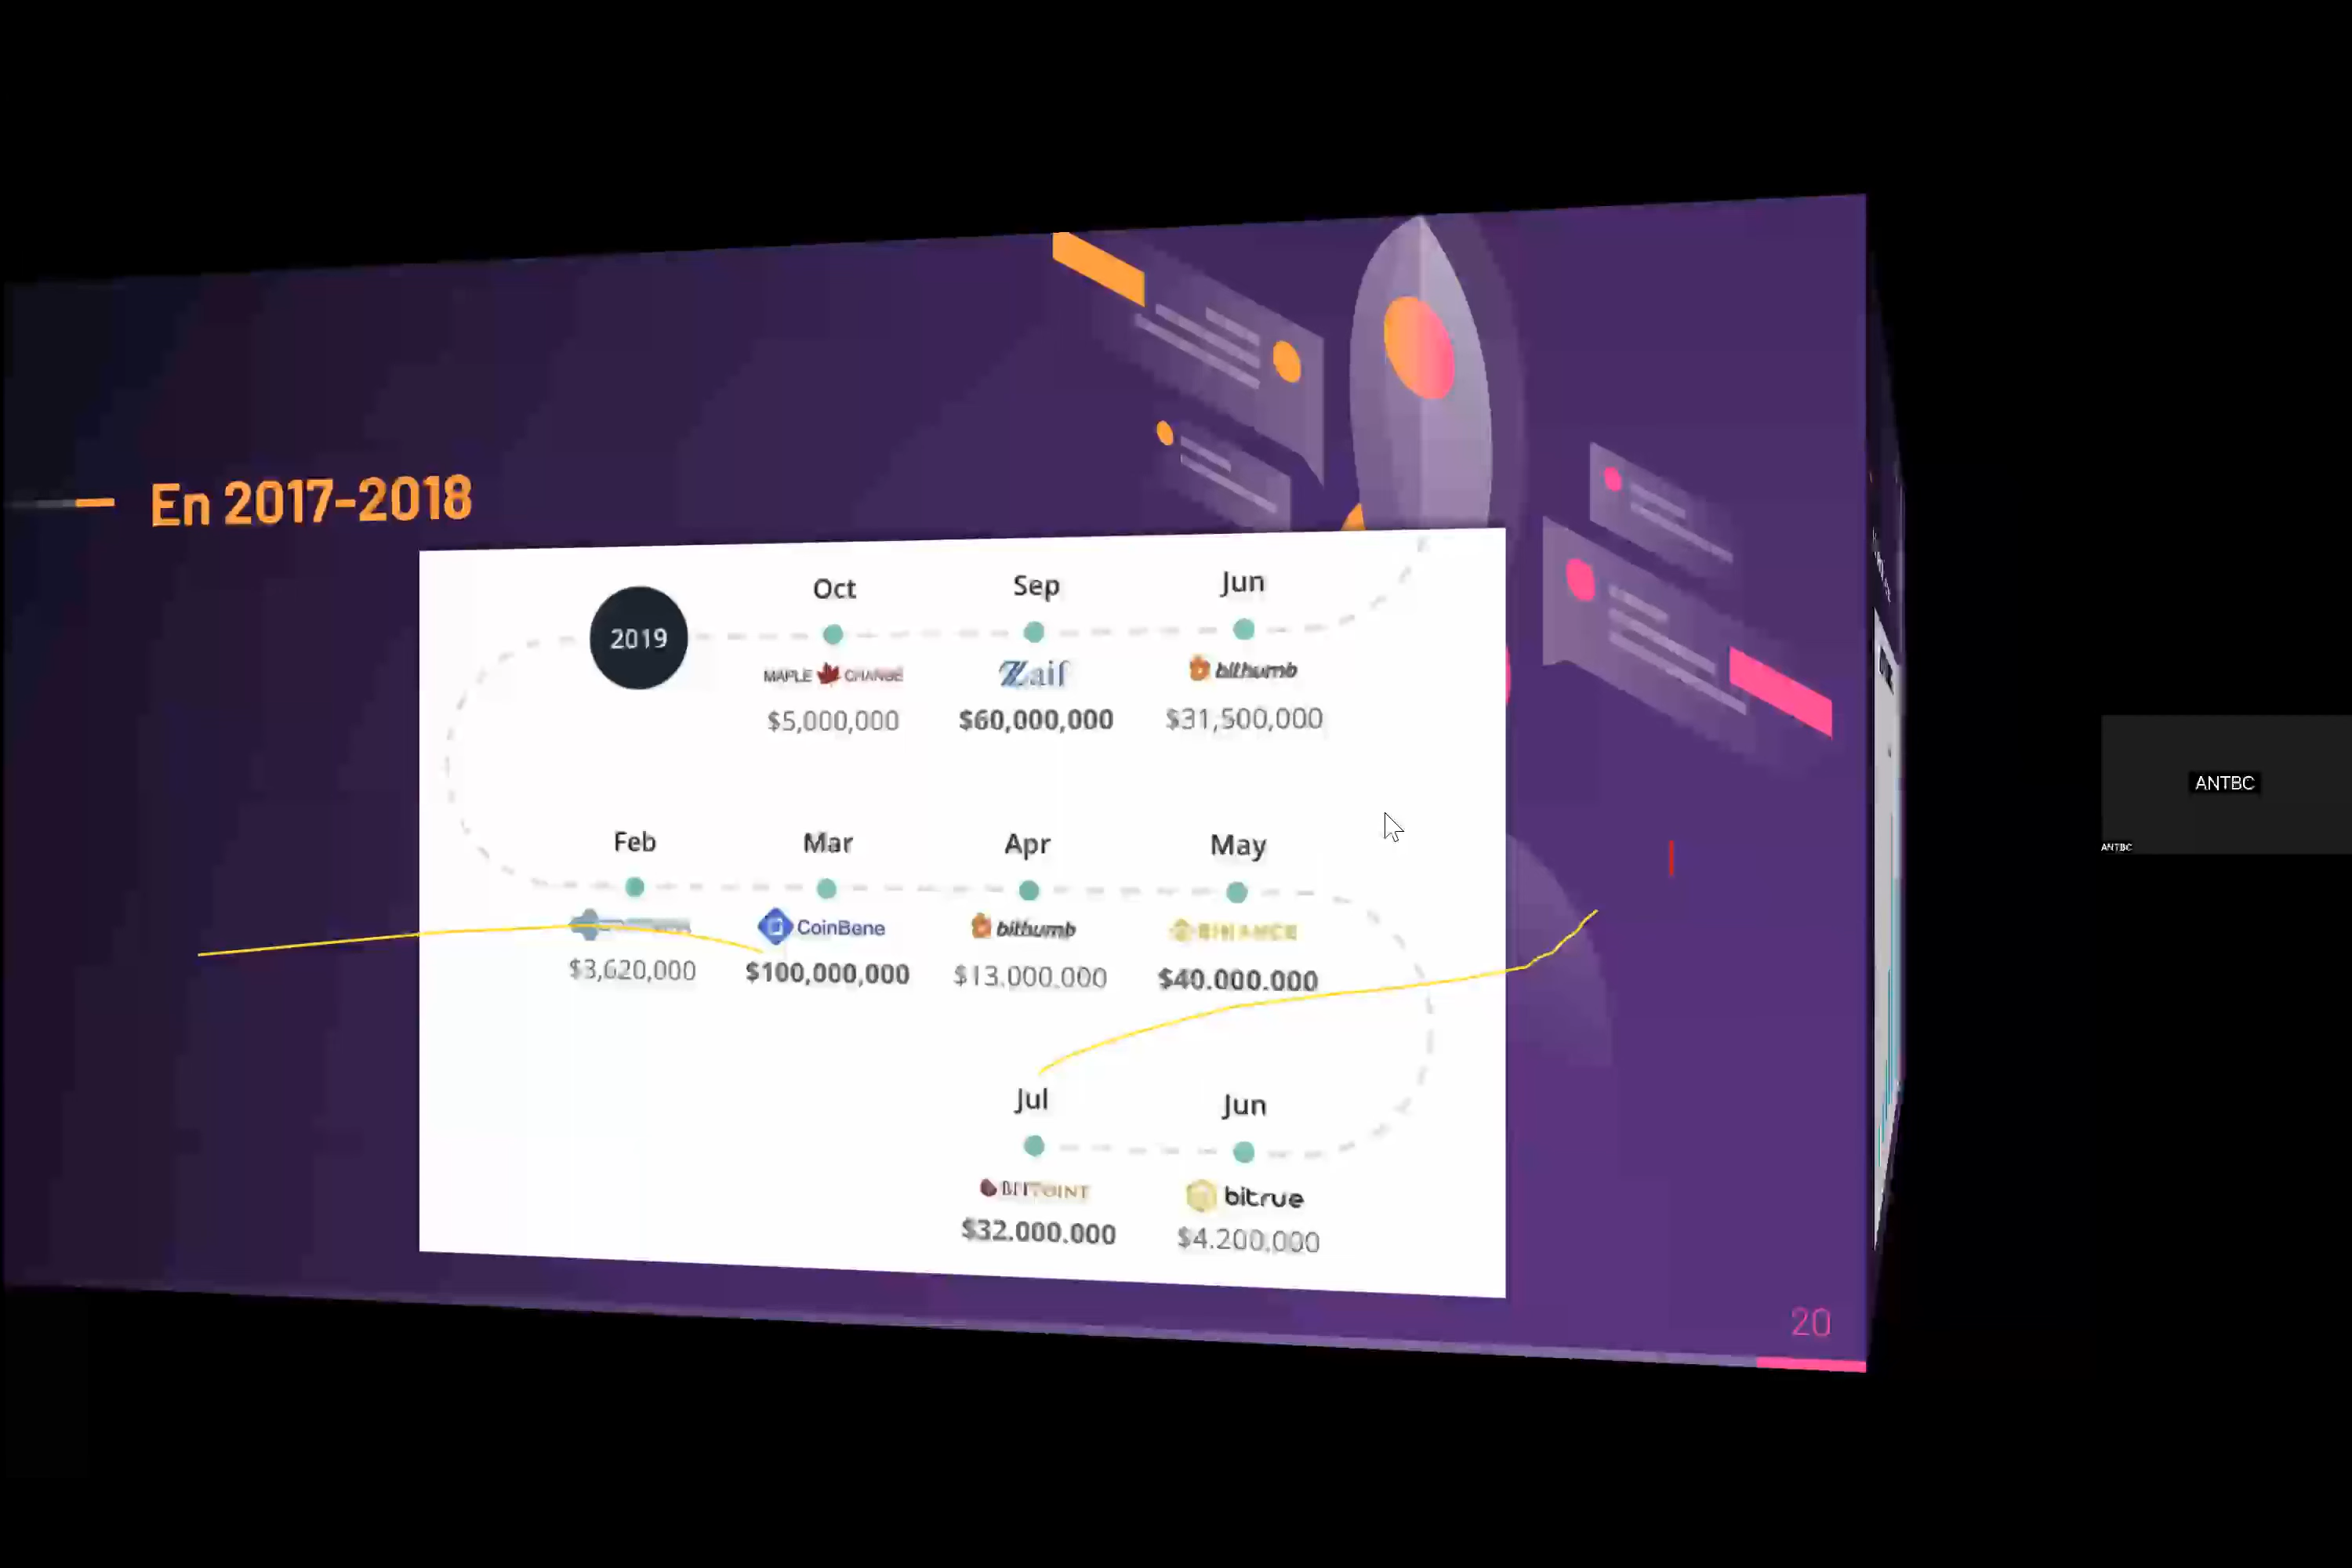 En 2017-2018
2019 Oct Sep Jun
MAPLE CHANGE Zaif bithumb
$5,000,000 $60,000,000 $31,500,000
Feb Mar Apr May
CoinBene bithumb BINANCE
$3,620,000 $100,000,000 $13.000.000 $40.000.000
Jul Jun
BITPOINT bitrue
$32.000.000 $4.200.000
20
ANTBC
ANTBC